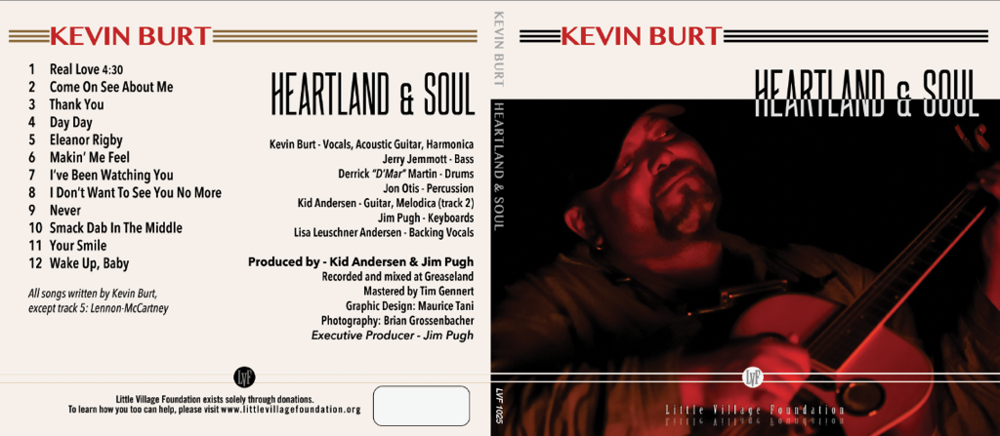 KEVIN BURT
1 Real Love 4:30
2 Come On See About Me
3 Thank You
4 Day Day
5 Eleanor Rigby
6 Makin' Me Feel
7 I've Been Watching You
8 I Don't Want To See You No More
9 Never
10 Smack Dab In The Middle
11 Your Smile
12 Wake Up, Baby
All songs written by Kevin Burt,
except track 5: Lennon-McCartney
HEARTLAND & SOUL
Kevin Burt - Vocals, Acoustic Guitar, Harmonica
Jerry Jemmott - Bass
Derrick "D'Mar" Martin - Drums
Jon Otis - Percussion
Kid Andersen - Guitar, Melodica (track 2)
Jim Pugh - Keyboards
Lisa Leuschner Andersen - Backing Vocals
Produced by - Kid Andersen & Jim Pugh
Recorded and mixed at Greaseland
Mastered by Tim Gennert
Graphic Design: Maurice Tani
Photography: Brian Grossenbacher
Executive Producer - Jim Pugh
LVF
Little Village Foundation exists solely through donations.
To learn how you too can help, please visit www.littlevillagefoundation.org
KEVIN BURT HEARTLAND & SOUL
LVF 1025
KEVIN BURT
HEARTLAND & SOUL
LVF
Little Village Foundation